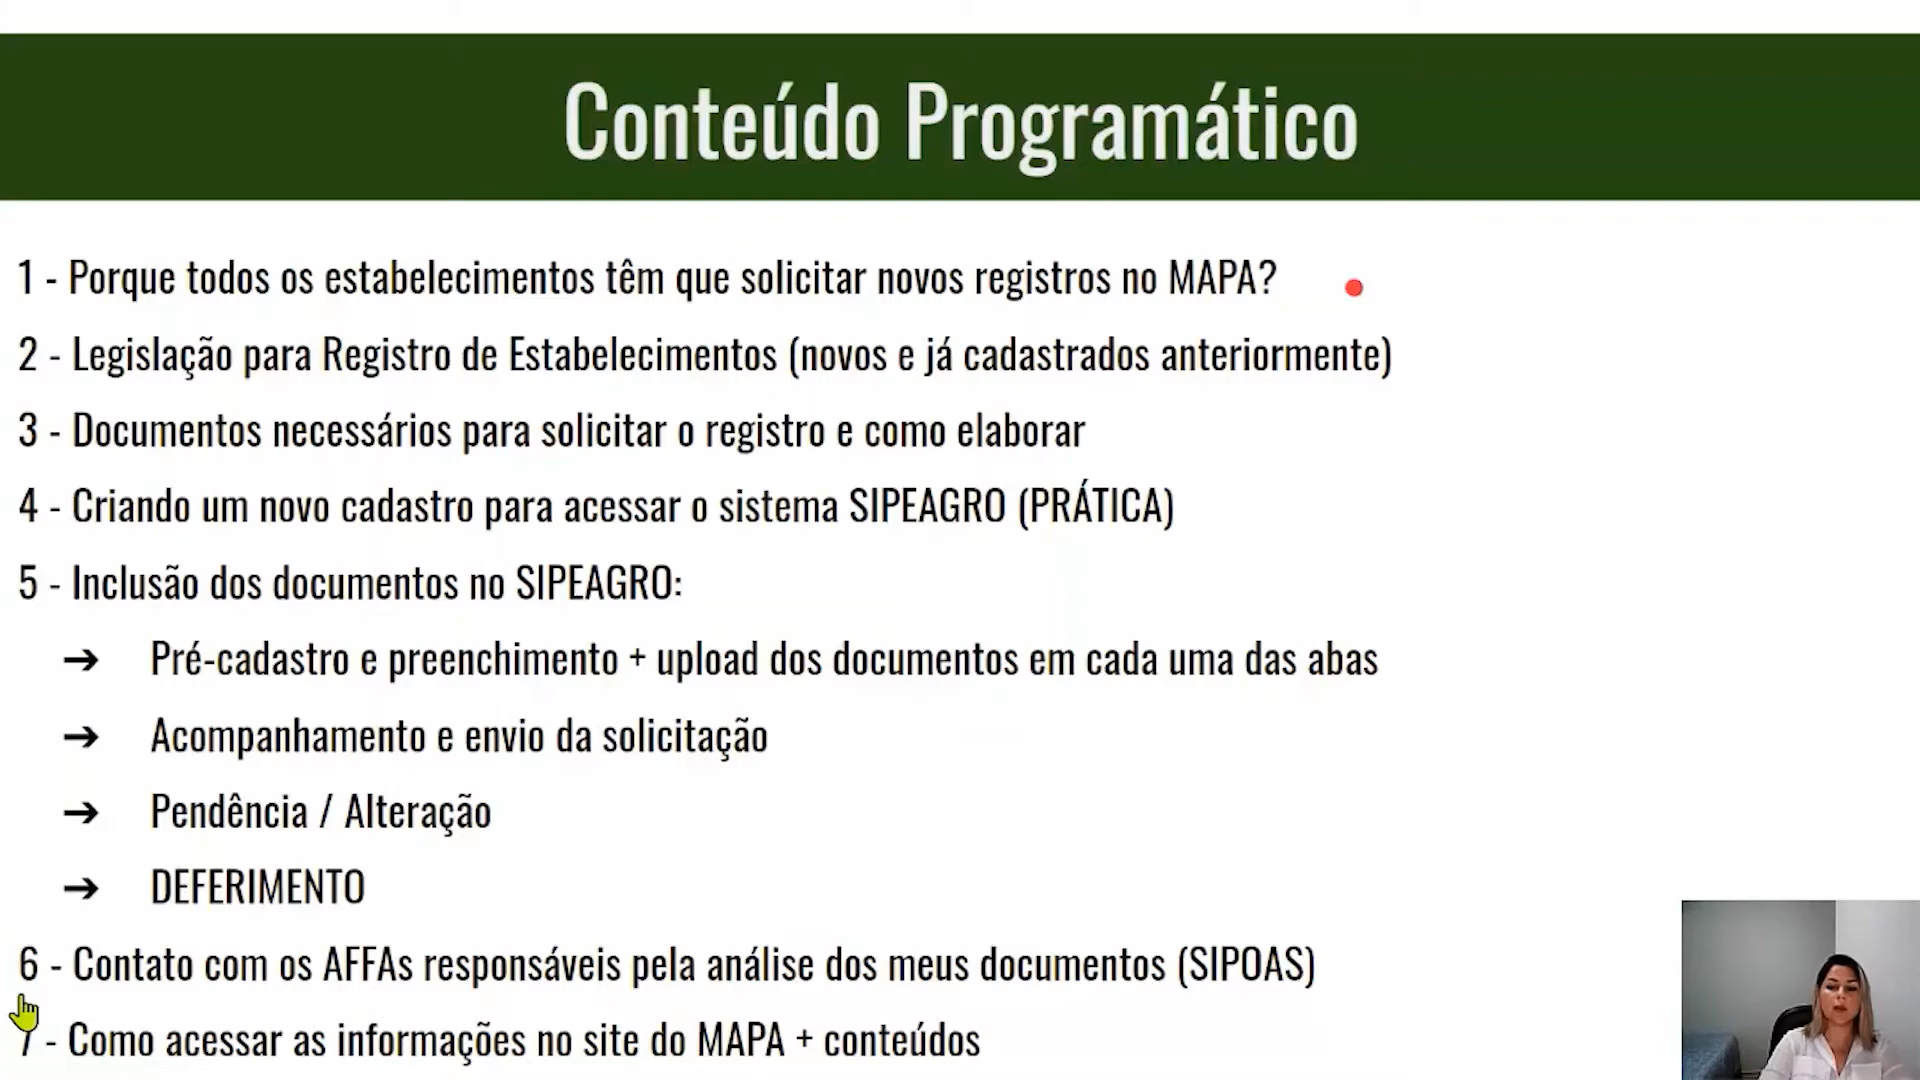 Conteúdo Programático
1 - Porque todos os estabelecimentos têm que solicitar novos registros no MAPA?
2 - Legislação para Registro de Estabelecimentos (novos e já cadastrados anteriormente)
3 - Documentos necessários para solicitar o registro e como elaborar
4 - Criando um novo cadastro para acessar o sistema SIPEAGRO (PRÁTICA)
5 - Inclusão dos documentos no SIPEAGRO:
➔ Pré-cadastro e preenchimento + upload dos documentos em cada uma das abas
➔ Acompanhamento e envio da solicitação
➔ Pendência / Alteração
➔ DEFERIMENTO
6 - Contato com os AFFAs responsáveis pela análise dos meus documentos (SIPOAS)
7 - Como acessar as informações no site do MAPA + conteúdos